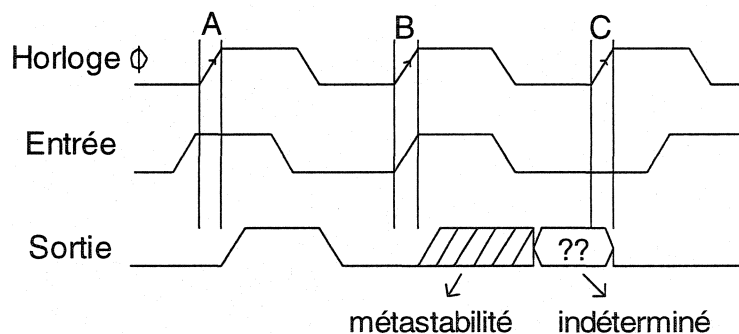 A B C
Horloge ϕ
Entrée
Sortie ??
métastabilité indéterminé